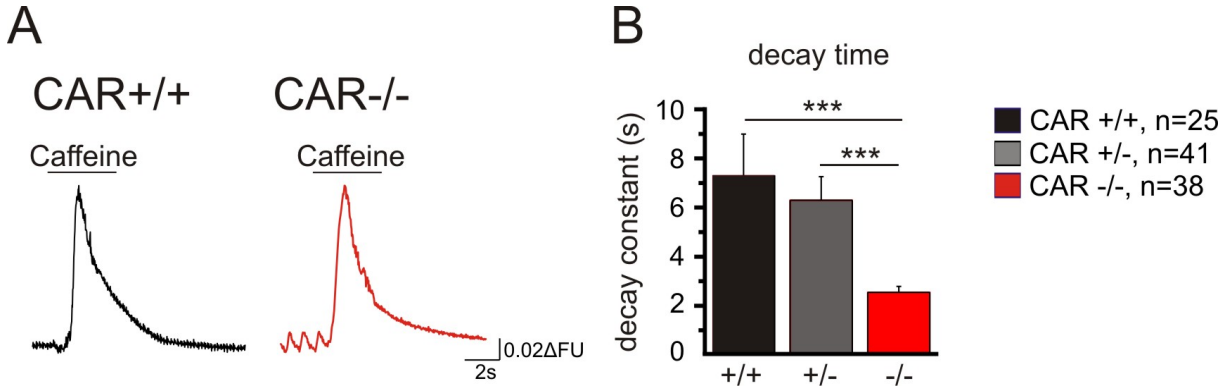 A
CAR+/+
CAR-/-
Caffeine
Caffeine
0.02ΔFU
2s
B
decay time
decay constant (s)
10
8
6
4
2
0
***
***
+/+
+/-
-/-
CAR +/+, n=25
CAR +/-, n=41
CAR -/-, n=38